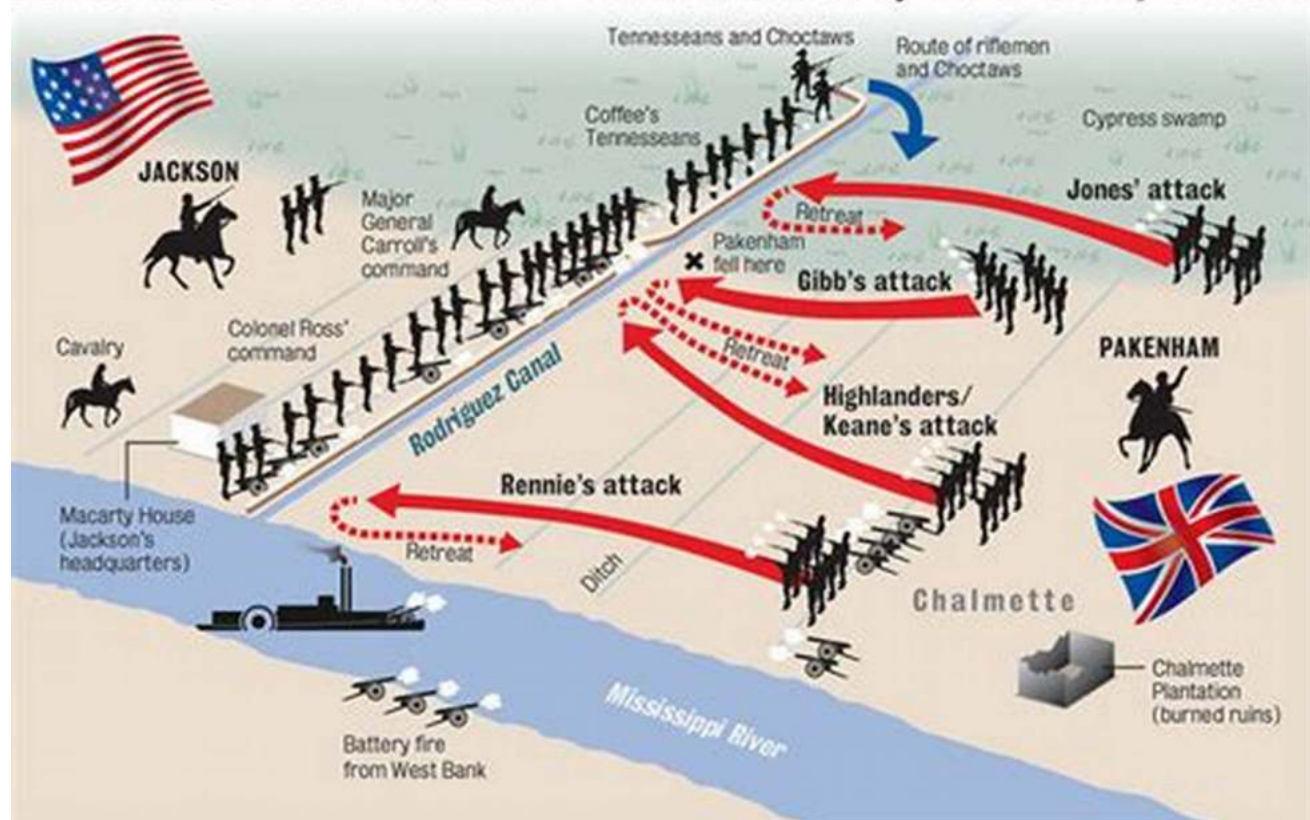 Tennesseans and Choctaws
Route of riflemen
and Choctaws
Coffee's
Tennesseans
Cypress swamp
JACKSON
Major
General
Carroll's
command
Jones' attack
Retreat
Pakenham
fell here
Gibb's attack
Colonel Ross'
command
Cavalry
Retreat
PAKENHAM
Rodriguez Canal
Highlanders/
Keane's attack
Rennie's attack
Macarty House
(Jackson's
headquarters)
Retreat
Ditch
Chalmette
Chalmette
Plantation
(burned ruins)
Mississippi River
Battery fire
from West Bank